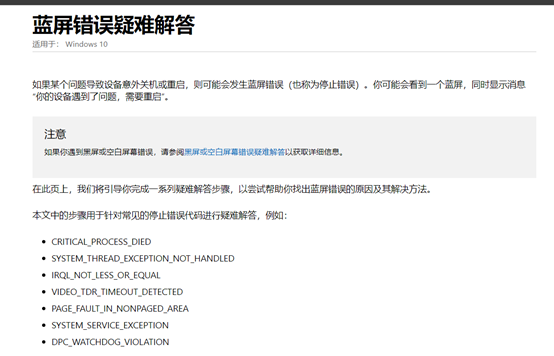 蓝屏错误疑难解答
适用于： Windows 10
如果某个问题导致设备意外关机或重启，则可能会发生蓝屏错误（也称为停止错误）。你可能会看到一个蓝屏，同时显示消息
“你的设备遇到了问题，需要重启”。
注意
如果你遇到黑屏或空白屏幕错误，请参阅黑屏或空白屏幕错误疑难解答以获取详细信息。
在此页上，我们将引导你完成一系列疑难解答步骤，以尝试帮助你找出蓝屏错误的原因及其解决方法。
本文中的步骤用于针对常见的停止错误代码进行疑难解答，例如：
• CRITICAL_PROCESS_DIED
• SYSTEM_THREAD_EXCEPTION_NOT_HANDLED
• IRQL_NOT_LESS_OR_EQUAL
• VIDEO_TDR_TIMEOUT_DETECTED
• PAGE_FAULT_IN_NONPAGED_AREA
• SYSTEM_SERVICE_EXCEPTION
• DPC_WATCHDOG_VIOLATION